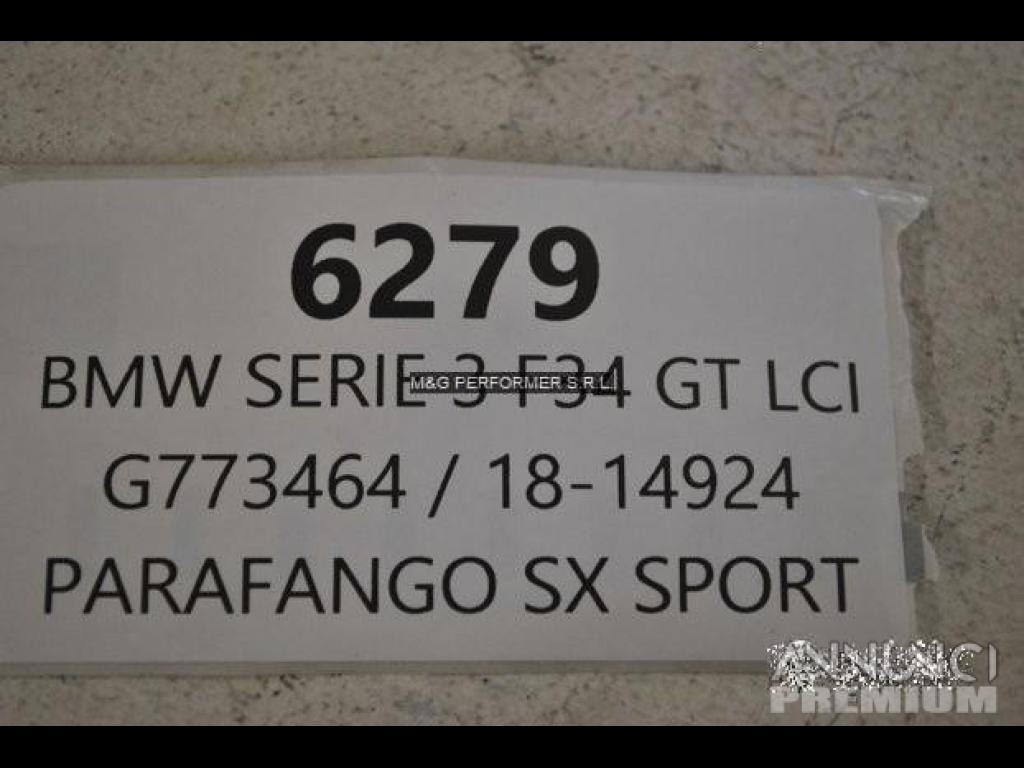 6279
BMW SERIE 3 F34 GT LCI
M&G PERFORMER S.R.L.
G773464 / 18-14924
PARAFANGO SX SPORT
ANNUNCI
PREMIUM